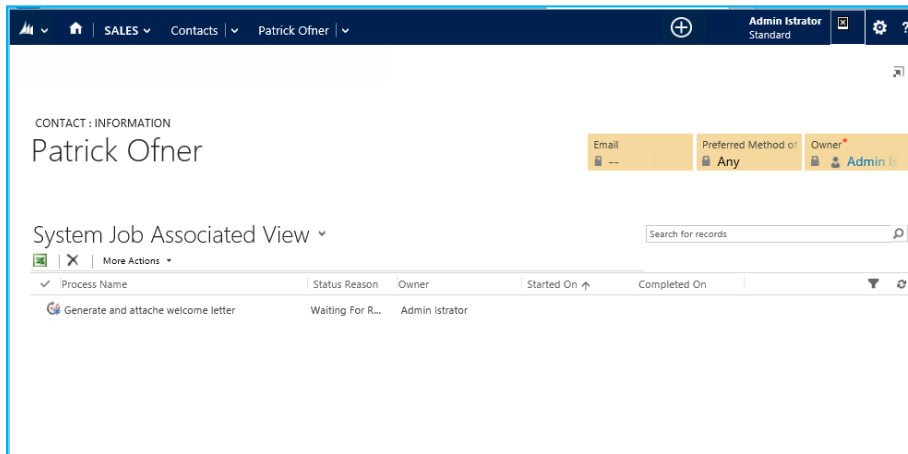 SALES Contacts Patrick Ofner Admin Istrator
Standard ?
CONTACT : INFORMATION
Patrick Ofner
Email Preferred Method of Owner*
-- Any Admin Is
System Job Associated View
Search for records
More Actions
Process Name Status Reason Owner Started On Completed On
Generate and attache welcome letter Waiting For R... Admin Istrator